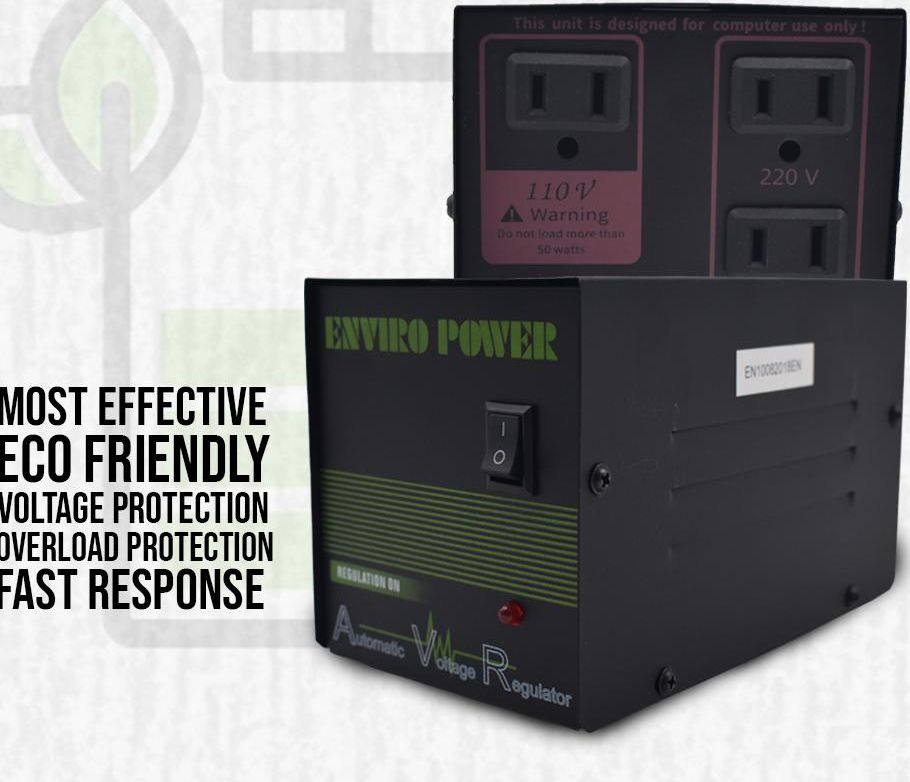 This unit is designed for computer use only!
110 V
Warning
Do not load more than
50 watts
220 V
ENVIRO POWER
I
O
EN10082018EN
REGULATION ON
Automatic Voltage Regulator
MOST EFFECTIVE
ECO FRIENDLY
VOLTAGE PROTECTION
OVERLOAD PROTECTION
FAST RESPONSE